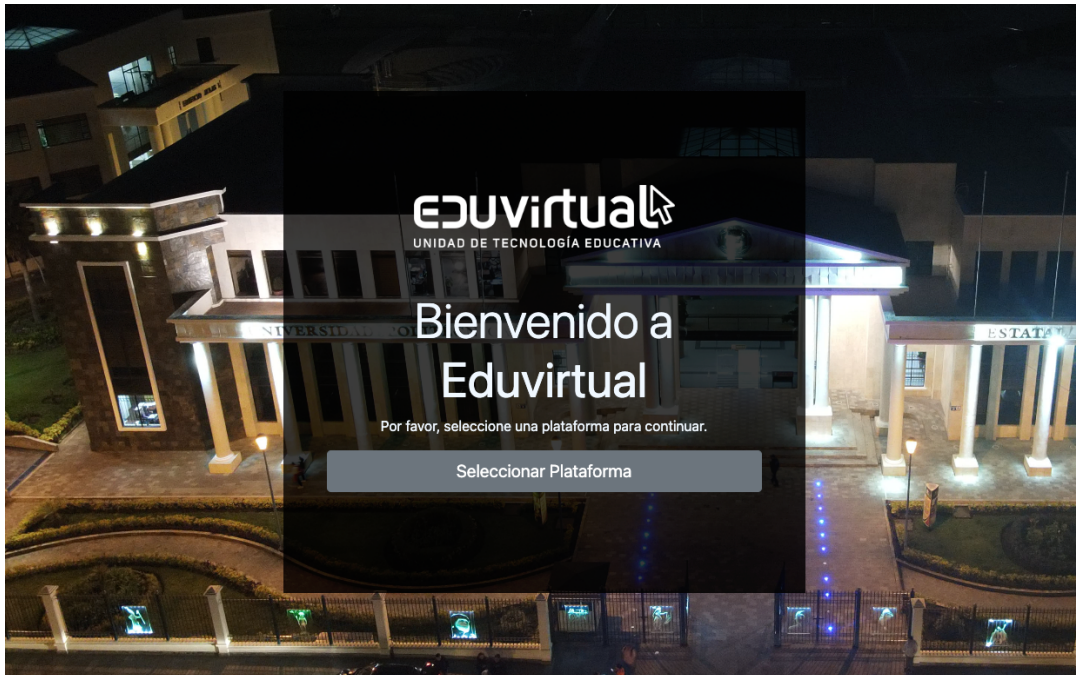 eduvirtual
UNIDAD DE TECNOLOGÍA EDUCATIVA
Bienvenido a
Eduvirtual
Por favor, seleccione una plataforma para continuar.
Seleccionar Plataforma